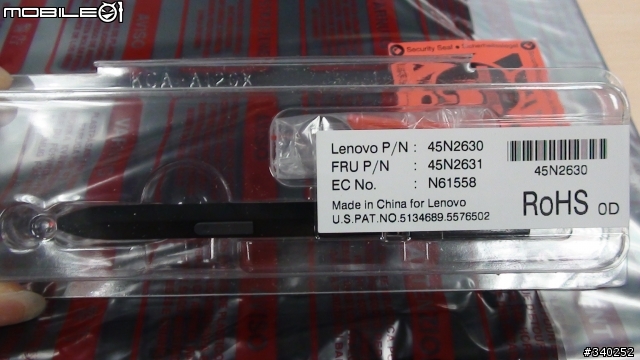 MOBILE01
Security Seal
Lenovo P/N : 45N2630
FRU P/N : 45N2631
EC No. : N61558
Made in China for Lenovo
U.S.PAT.NO.5134689.5576502
45N2630
RoHS OD
#340252